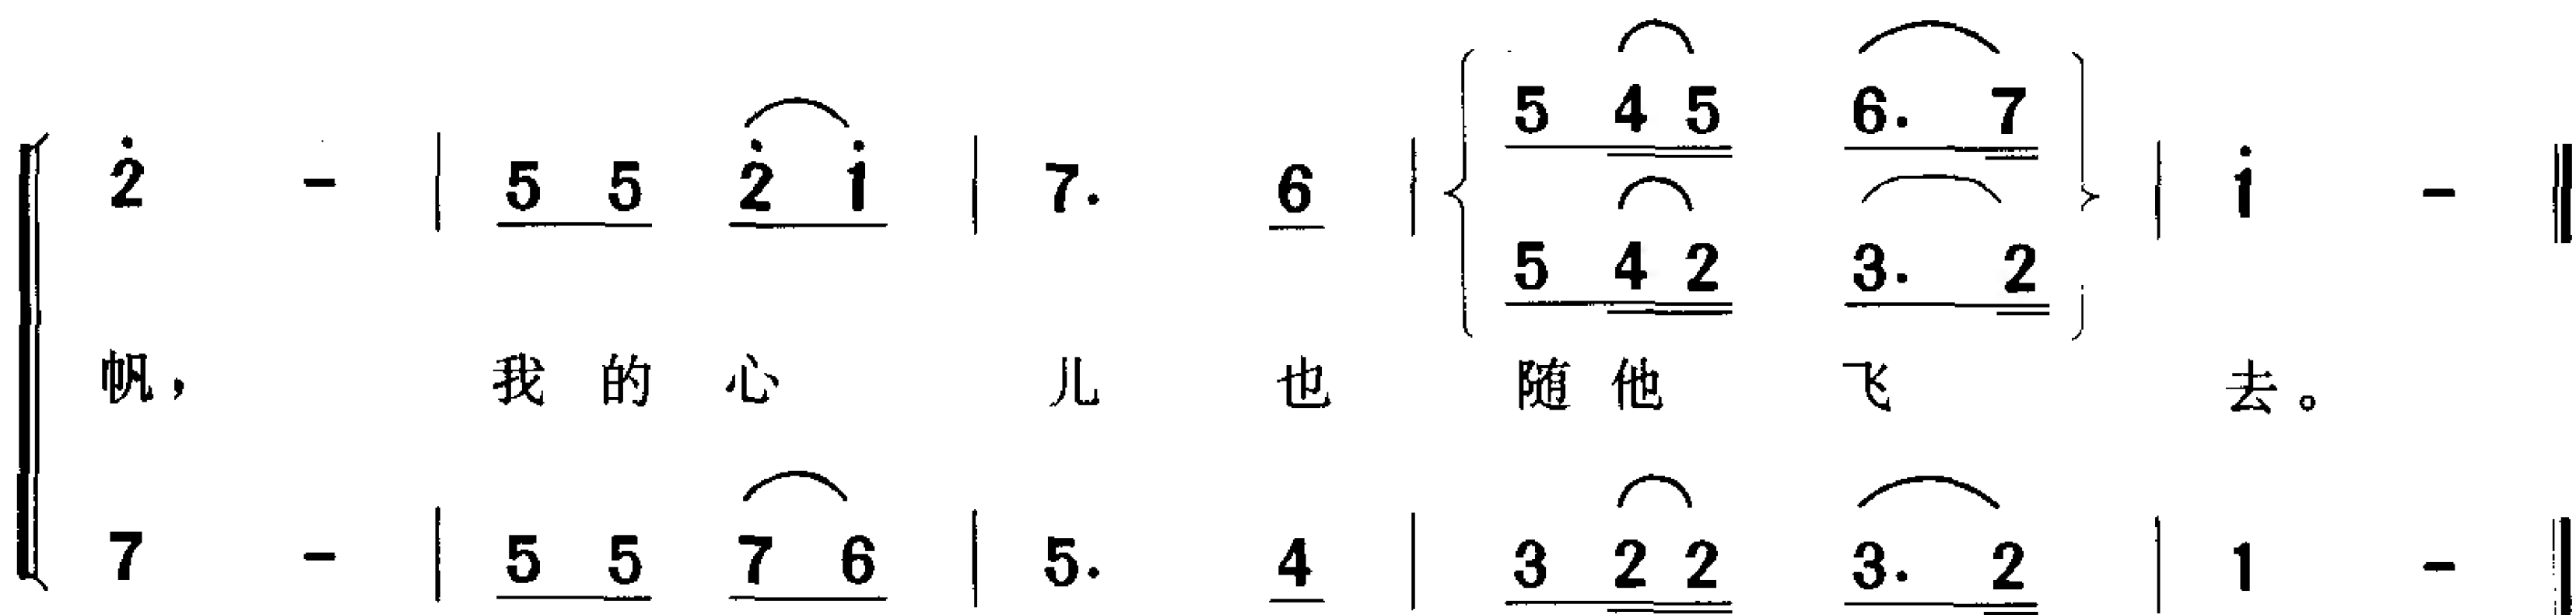 5 4 5 6. 7
2̇ - | 5 5 2̇ 1̇ | 7. 6 | 1̇ -
5 4 2 3. 2
帆， 我 的 心 儿 也 随 他 飞 去。
7 - | 5 5 7 6 | 5. 4 | 3 2 2 3. 2 | 1 -